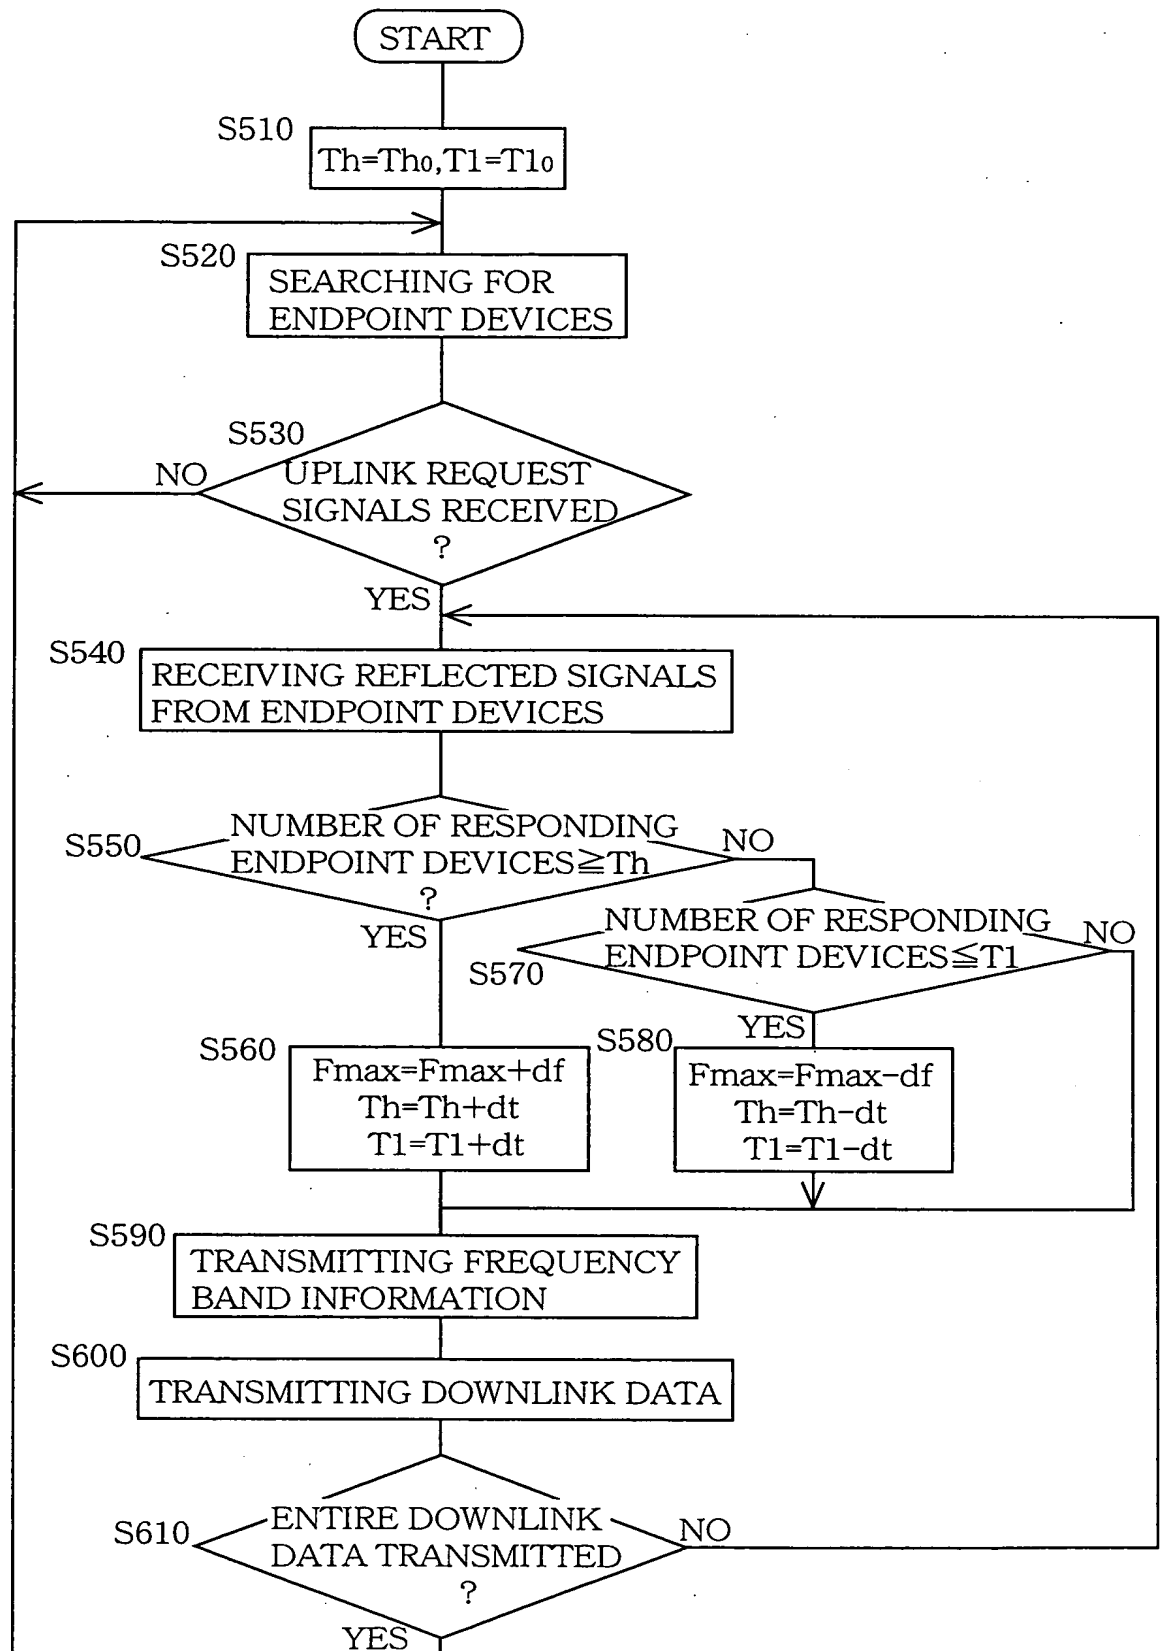 START
S510
Th=Th0,T1=T10
S520
SEARCHING FOR
ENDPOINT DEVICES
S530
NO
UPLINK REQUEST
SIGNALS RECEIVED
?
YES
S540
RECEIVING REFLECTED SIGNALS
FROM ENDPOINT DEVICES
S550
NUMBER OF RESPONDING
ENDPOINT DEVICES≧Th
?
NO
YES
S570
NUMBER OF RESPONDING
ENDPOINT DEVICES≦T1
NO
YES
S560
Fmax=Fmax+df
Th=Th+dt
T1=T1+dt
S580
Fmax=Fmax-df
Th=Th-dt
T1=T1-dt
S590
TRANSMITTING FREQUENCY
BAND INFORMATION
S600
TRANSMITTING DOWNLINK DATA
S610
ENTIRE DOWNLINK
DATA TRANSMITTED
?
NO
YES